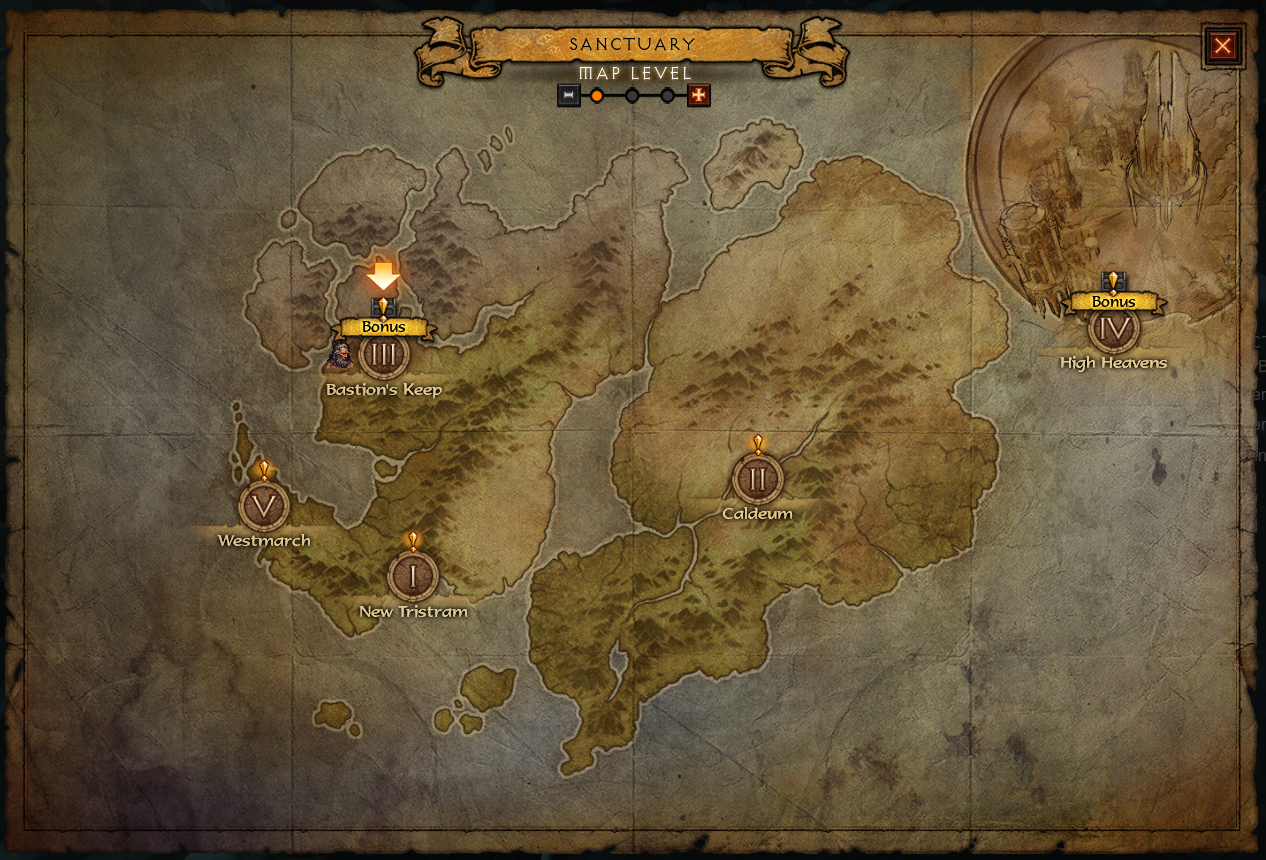 SANCTUARY
MAP LEVEL
Bonus
IV
High Heavens
Bonus
III
Bastion's Keep
II
Caldeum
V
Westmarch
I
New Tristram